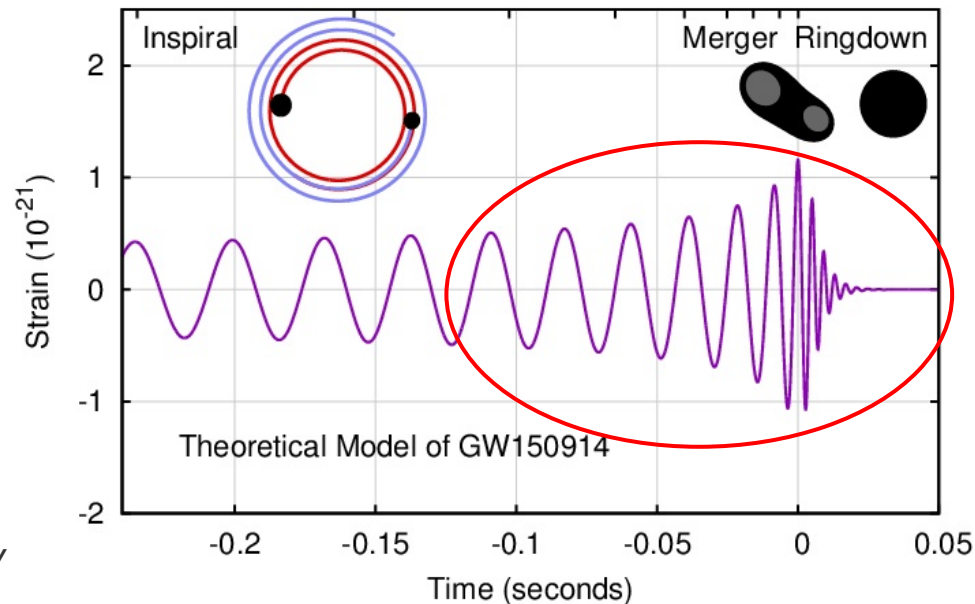 Inspiral
Merger Ringdown
2
1
0
-1
-2
Strain (10^-21)
Theoretical Model of GW150914
-0.2 -0.15 -0.1 -0.05 0 0.05
Time (seconds)